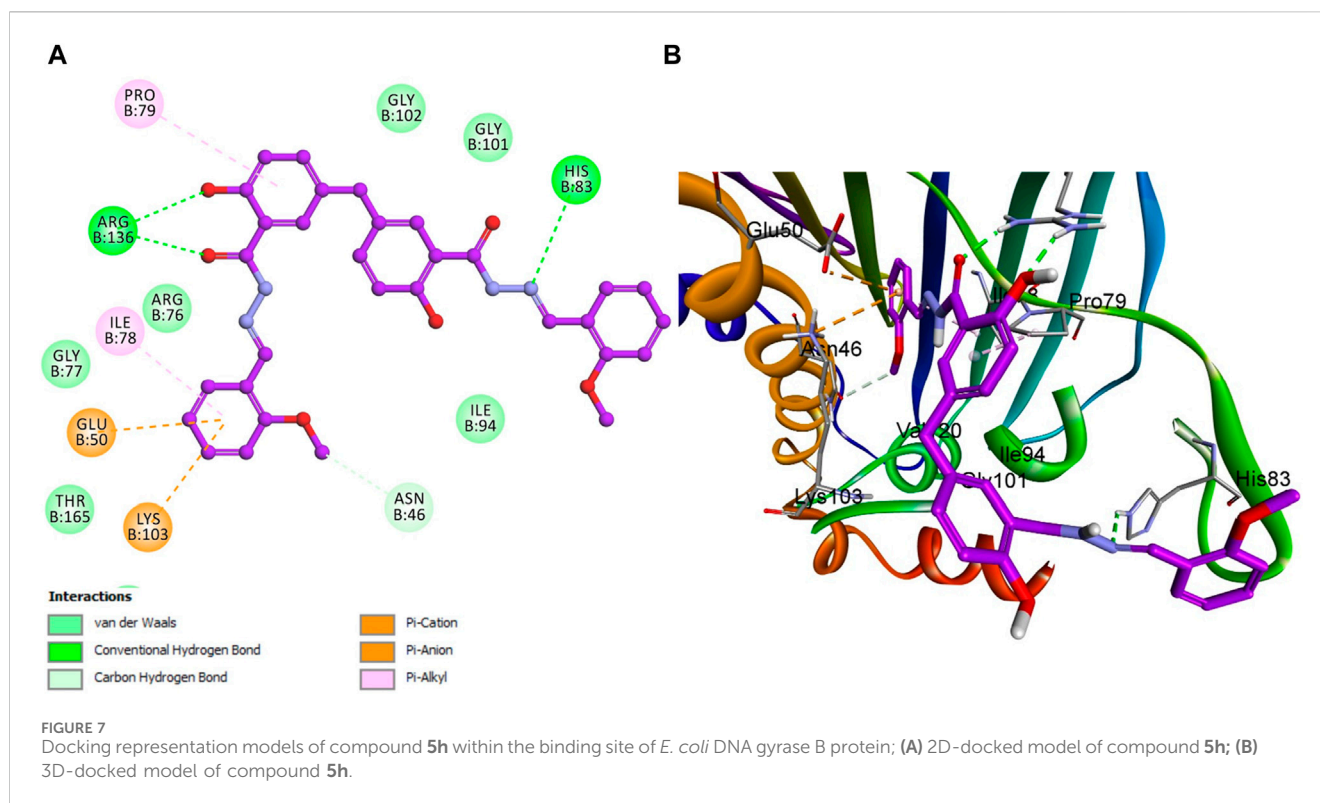 A
PRO
B:79
GLY
B:102
GLY
B:101
HIS
B:83
ARG
B:136
ARG
B:76
ILE
B:78
GLY
B:77
GLU
B:50
ILE
B:94
THR
B:165
LYS
B:103
ASN
B:46
Interactions
van der Waals
Conventional Hydrogen Bond
Carbon Hydrogen Bond
Pi-Cation
Pi-Anion
Pi-Alkyl
B
Glu50
Pro79
Asn46
Ile94
Gly101
Lys103
His83
FIGURE 7
Docking representation models of compound 5h within the binding site of E. coli DNA gyrase B protein; (A) 2D-docked model of compound 5h; (B)
3D-docked model of compound 5h.